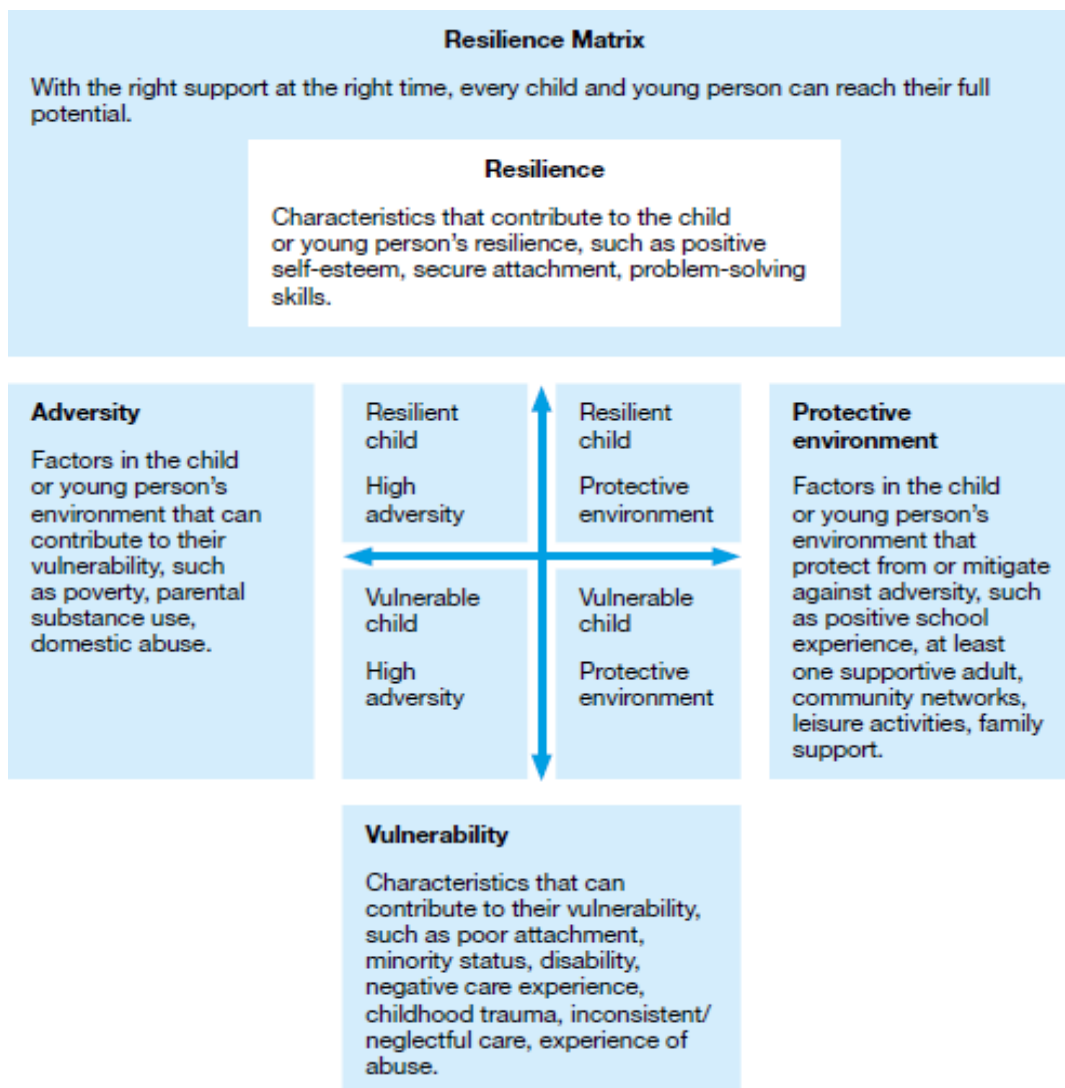 Resilience Matrix
With the right support at the right time, every child and young person can reach their full
potential.
Resilience
Characteristics that contribute to the child
or young person's resilience, such as positive
self-esteem, secure attachment, problem-solving
skills.
Adversity
Factors in the child
or young person's
environment that can
contribute to their
vulnerability, such
as poverty, parental
substance use,
domestic abuse.
Resilient
child
High
adversity
Resilient
child
Protective
environment
Vulnerable
child
High
adversity
Vulnerable
child
Protective
environment
Protective
environment
Factors in the child
or young person's
environment that
protect from or mitigate
against adversity, such
as positive school
experience, at least
one supportive adult,
community networks,
leisure activities, family
support.
Vulnerability
Characteristics that can
contribute to their vulnerability,
such as poor attachment,
minority status, disability,
negative care experience,
childhood trauma, inconsistent/
neglectful care, experience of
abuse.